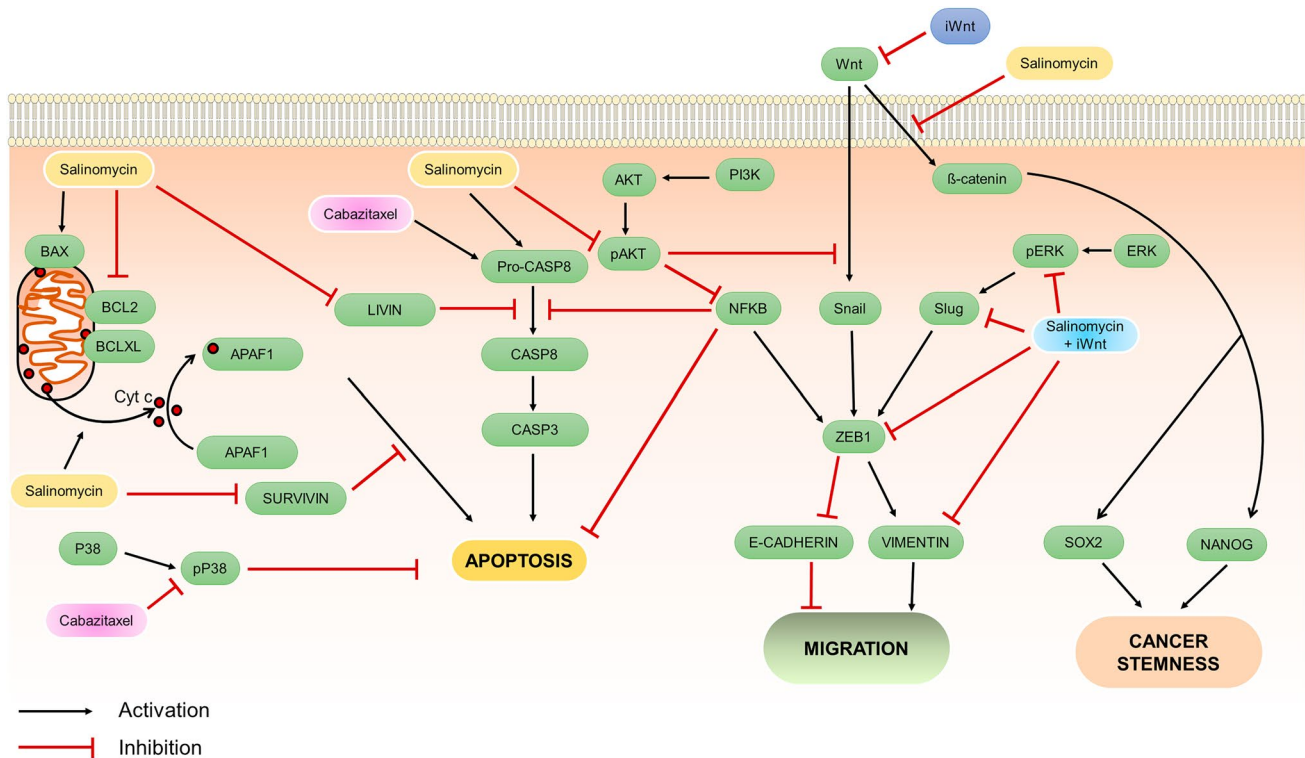 iWnt
Wnt
Salinomycin
Salinomycin
Salinomycin
AKT
PI3K
ß-catenin
Cabazitaxel
BAX
Pro-CASP8
pAKT
pERK
ERK
BCL2
LIVIN
NFKB
Snail
Slug
Salinomycin
+ iWnt
BCLXL
APAF1
CASP8
Cyt c
CASP3
ZEB1
APAF1
Salinomycin
SURVIVIN
P38
pP38
APOPTOSIS
E-CADHERIN
VIMENTIN
SOX2
NANOG
Cabazitaxel
MIGRATION
CANCER
STEMNESS
Activation
Inhibition